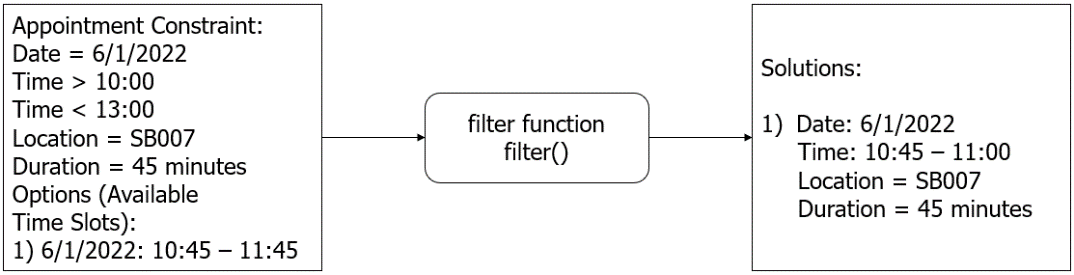 Appointment Constraint:
Date = 6/1/2022
Time > 10:00
Time < 13:00
Location = SB007
Duration = 45 minutes
Options (Available
Time Slots):
1) 6/1/2022: 10:45 – 11:45
filter function
filter()
Solutions:
1) Date: 6/1/2022
Time: 10:45 – 11:00
Location = SB007
Duration = 45 minutes